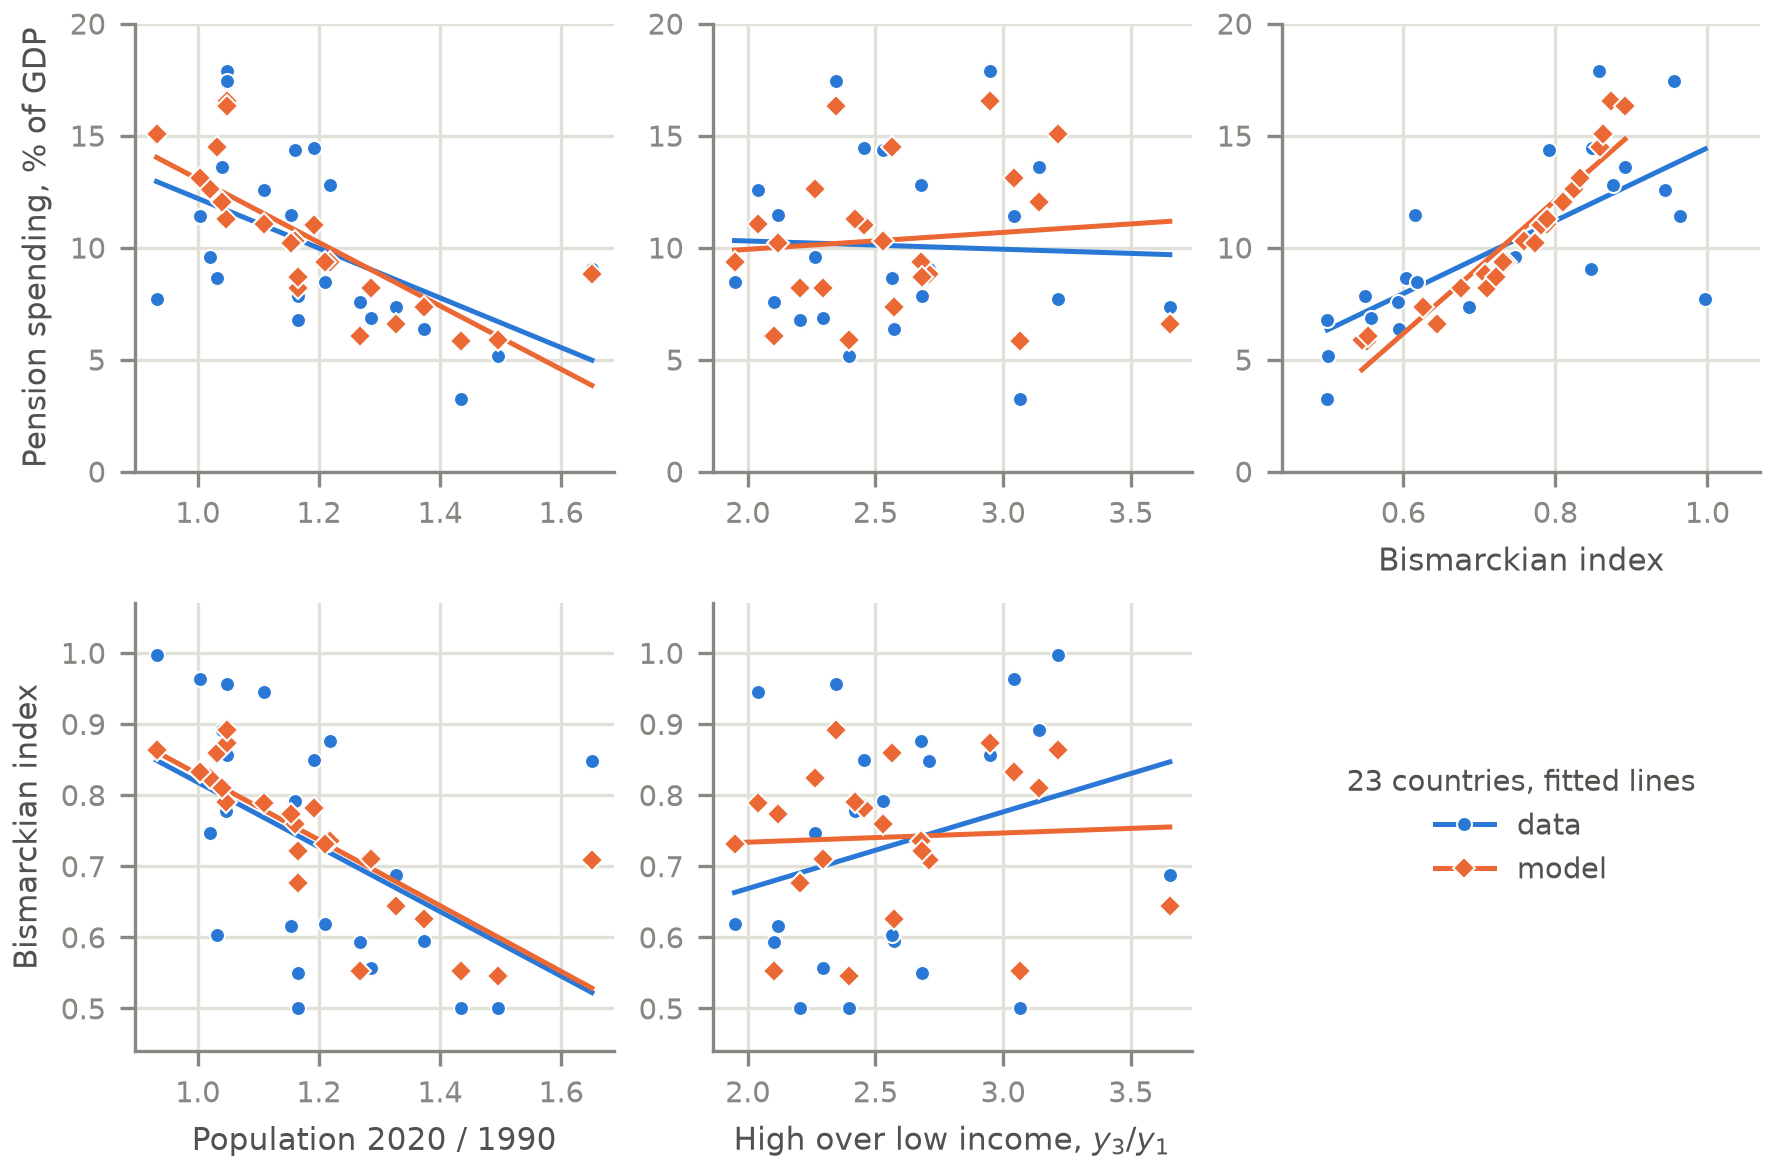 Pension spending, % of GDP
20
15
10
5
0
1.0 1.2 1.4 1.6
20
15
10
5
0
2.0 2.5 3.0 3.5
20
15
10
5
0
0.6 0.8 1.0
Bismarckian index
Bismarckian index
1.0
0.9
0.8
0.7
0.6
0.5
1.0 1.2 1.4 1.6
Population 2020 / 1990
1.0
0.9
0.8
0.7
0.6
0.5
2.0 2.5 3.0 3.5
High over low income, y₃/y₁
23 countries, fitted lines
data
model